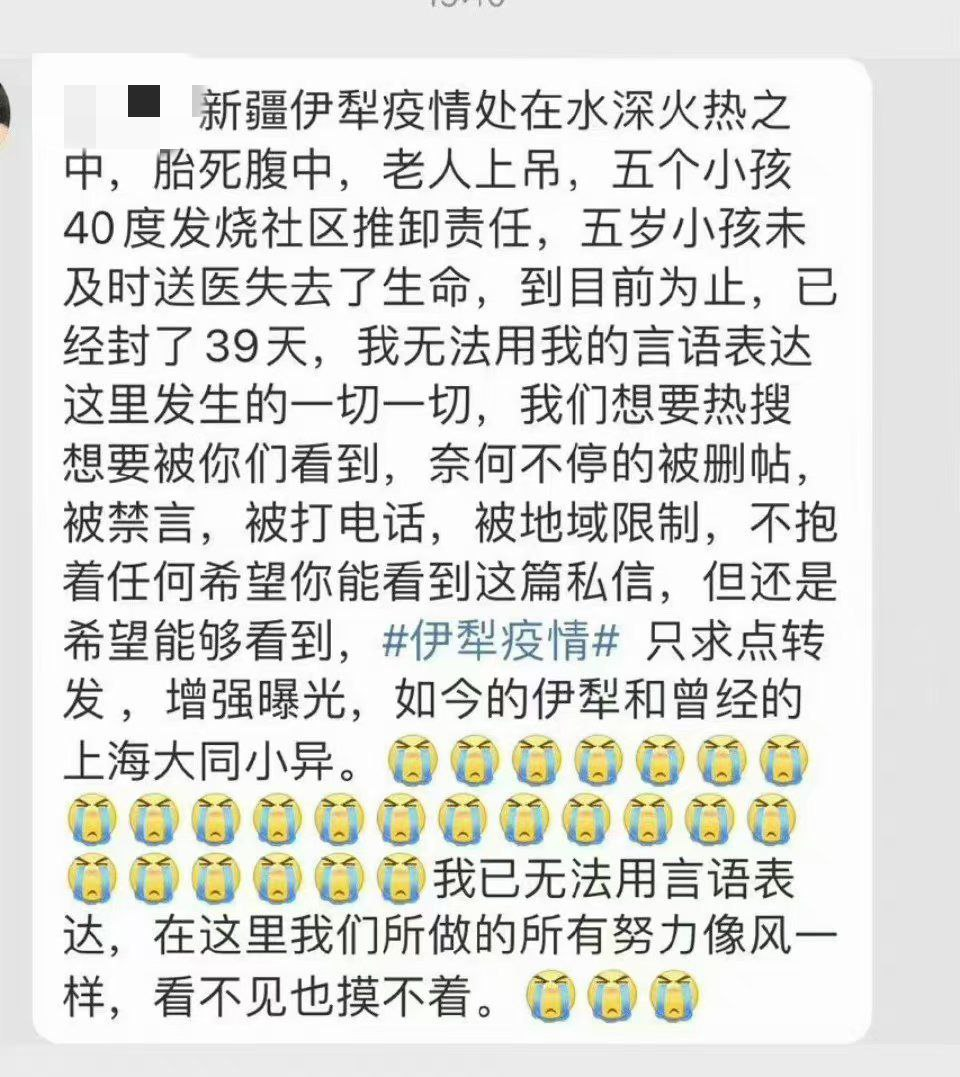 新疆伊犁疫情处在水深火热之
中，胎死腹中，老人上吊，五个小孩
40度发烧社区推卸责任，五岁小孩未
及时送医失去了生命，到目前为止，已
经封了39天，我无法用我的言语表达
这里发生的一切一切，我们想要热搜
想要被你们看到，奈何不停的被删帖，
被禁言，被打电话，被地域限制，不抱
着任何希望你能看到这篇私信，但还是
希望能够看到，#伊犁疫情# 只求点转
发 ，增强曝光，如今的伊犁和曾经的
上海大同小异。😭😭😭😭😭😭😭
😭😭😭😭😭😭😭😭😭😭😭😭
😭😭😭😭😭😭我已无法用言语表
达，在这里我们所做的所有努力像风一
样，看不见也摸不着。😭😭😭